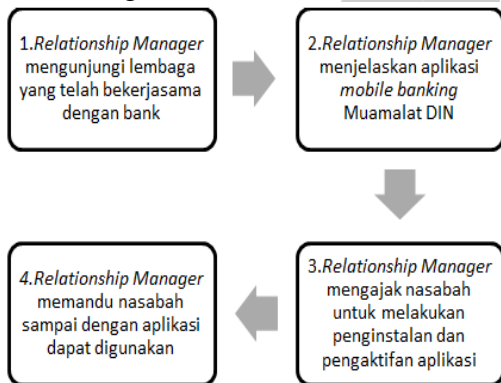 1.Relationship Manager
mengunjungi lembaga
yang telah bekerjasama
dengan bank
2.Relationship Manager
menjelaskan aplikasi
mobile banking
Muamalat DIN
3.Relationship Manager
mengajak nasabah
untuk melakukan
penginstalan dan
pengaktifan aplikasi
4.Relationship Manager
memandu nasabah
sampai dengan aplikasi
dapat digunakan